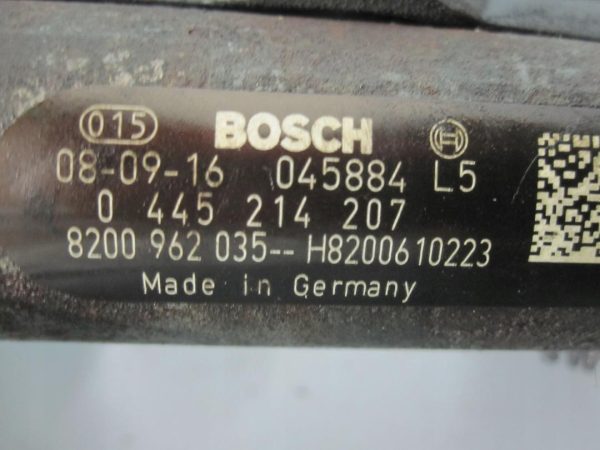 015 BOSCH H
08-09-16 045884 L5
0 445 214 207
8200 962 035-- H8200610223
Made in Germany